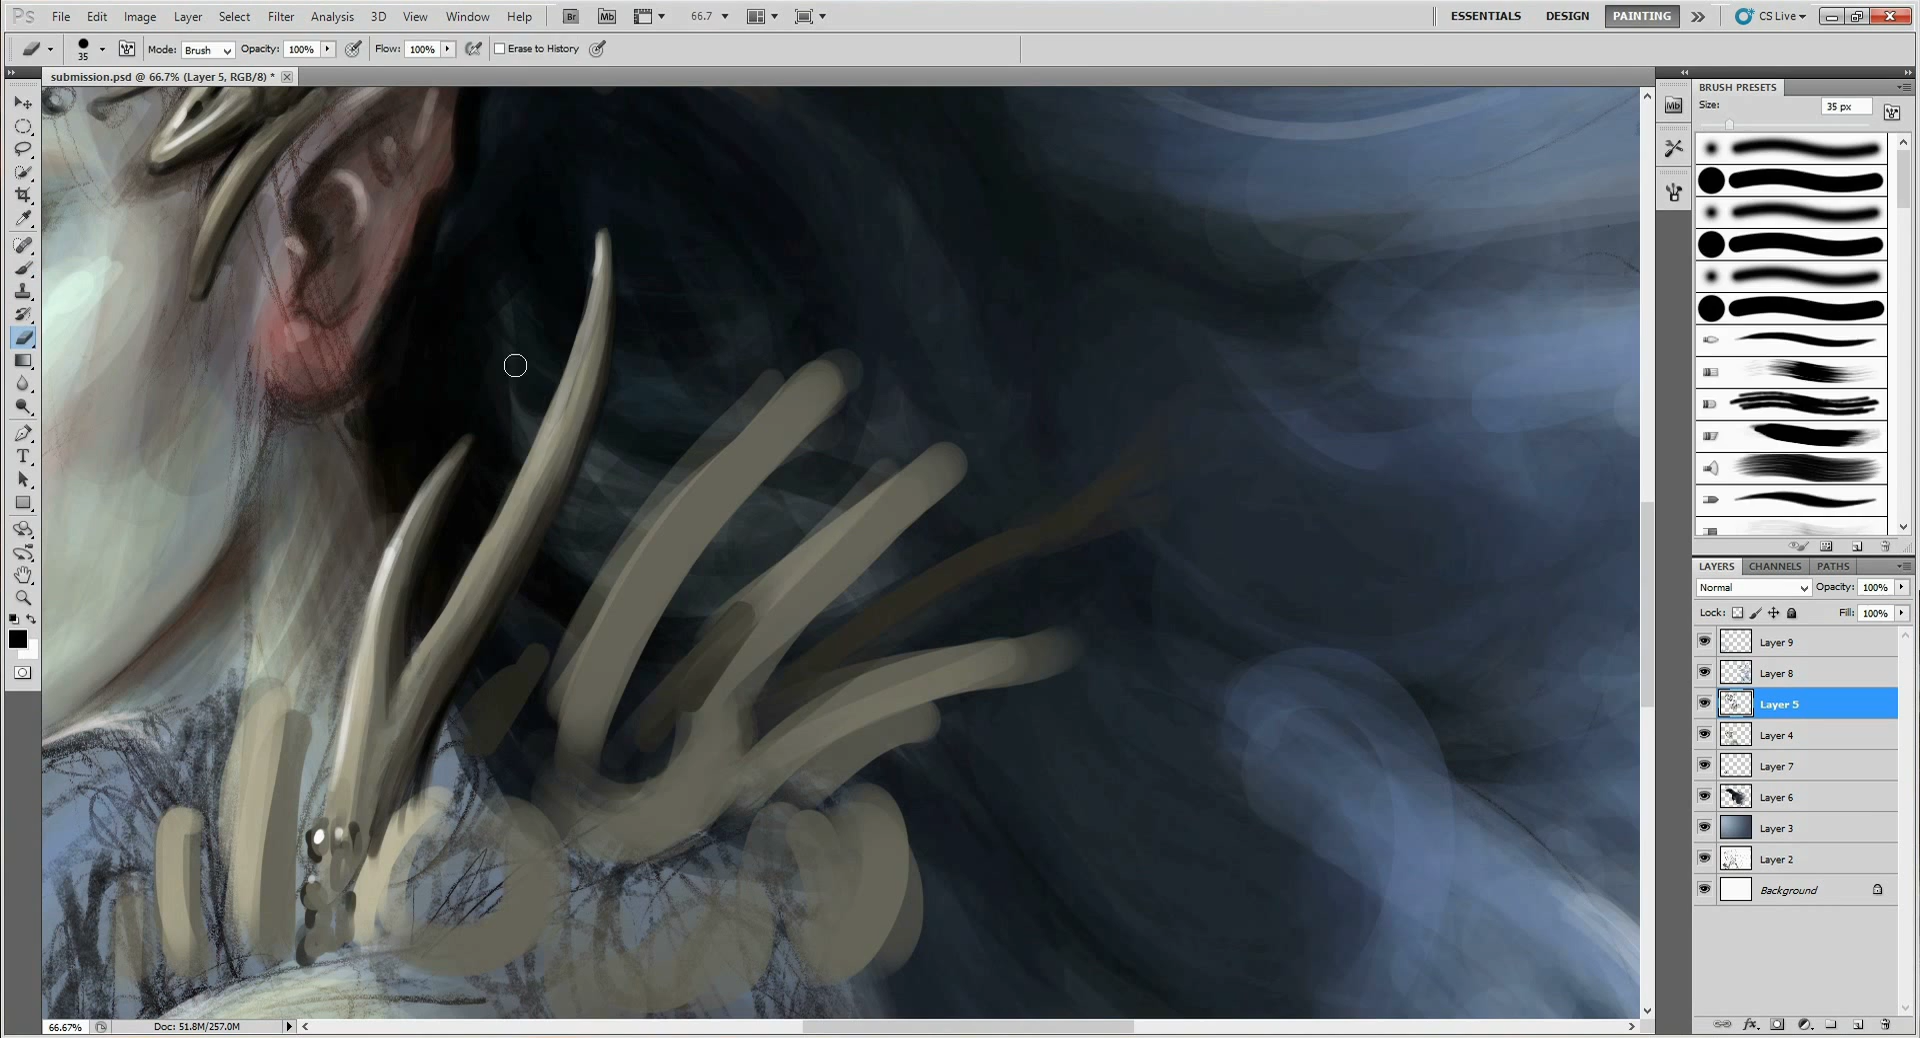 Ps File Edit Image Layer Select Filter Analysis 3D View Window Help Br Mb 66.7 ESSENTIALS DESIGN PAINTING CS Live
35 Mode: Brush Opacity: 100% Flow: 100% Erase to History
submission.psd @ 66.7% (Layer 5, RGB/8) *
BRUSH PRESETS
Size: 35 px
Mb
T
LAYERS CHANNELS PATHS
Normal Opacity: 100%
Lock: Fill: 100%
Layer 9
Layer 8
Layer 5
Layer 4
Layer 7
Layer 6
Layer 3
Layer 2
Background
66.67% Doc: 51.8M/257.0M
fx